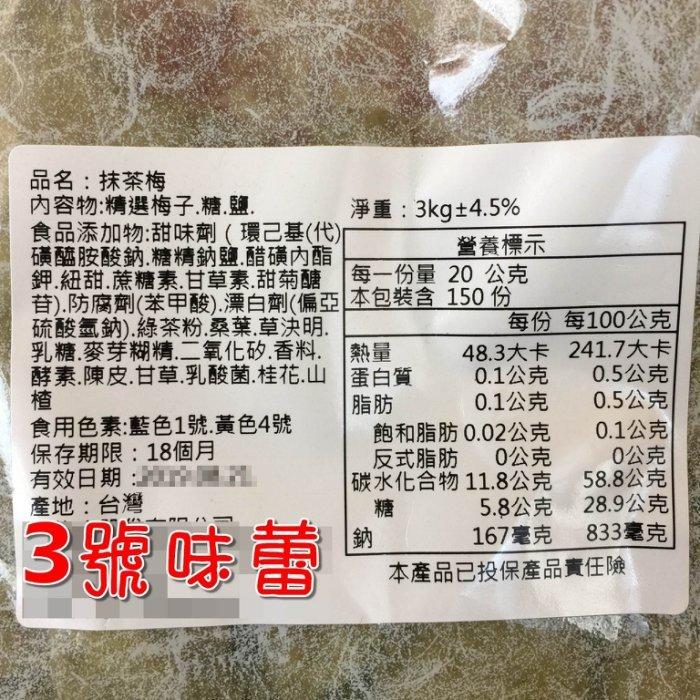 品名：抹茶梅
內容物:精選梅子.糖.鹽.
食品添加物:甜味劑（環己基(代)
磺醯胺酸鈉.糖精鈉鹽.醋磺內酯
鉀.紐甜.蔗糖素.甘草素.甜菊醣
苷).防腐劑(苯甲酸).漂白劑(偏亞
硫酸氫鈉).綠茶粉.桑葉.草決明.
乳糖.麥芽糊精.二氧化矽.香料.
酵素.陳皮.甘草.乳酸菌.桂花.山
楂
食用色素:藍色1號.黃色4號
保存期限：18個月
有效日期：
產地：台灣
3號味蕾
淨重：3kg±4.5%
營養標示
每一份量 20 公克
本包裝含 150 份
每份 每100公克
熱量 48.3大卡 241.7大卡
蛋白質 0.1公克 0.5公克
脂肪 0.1公克 0.5公克
飽和脂肪 0.02公克 0.1公克
反式脂肪 0公克 0公克
碳水化合物 11.8公克 58.8公克
糖 5.8公克 28.9公克
鈉 167毫克 833毫克
本產品已投保產品責任險